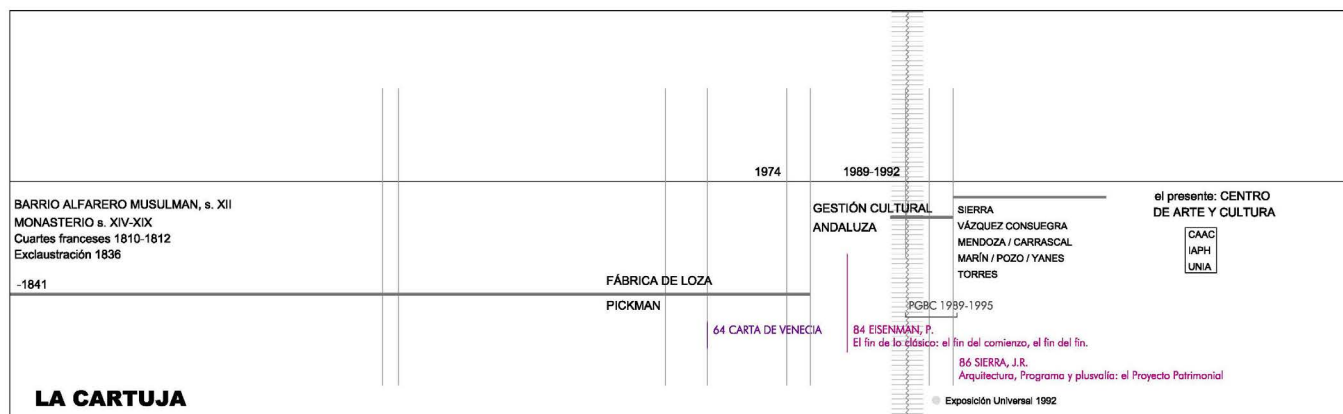 1974
1989-1992
BARRIO ALFARERO MUSULMAN, s. XII
MONASTERIO s. XIV-XIX
Cuartes franceses 1810-1812
Exclaustración 1836
-1841
FÁBRICA DE LOZA
PICKMAN
GESTIÓN CULTURAL
ANDALUZA
SIERRA
VÁZQUEZ CONSUEGRA
MENDOZA / CARRASCAL
MARÍN / POZO / YANES
TORRES
el presente: CENTRO
DE ARTE Y CULTURA
CAAC
IAPH
UNIA
PGBC 1989-1995
64 CARTA DE VENECIA
84 EISENMAN, P.
El fin de lo clásico: el fin del comienzo, el fin del fin.
86 SIERRA, J.R.
Arquitectura, Programa y plusvalía: el Proyecto Patrimonial
Exposición Universal 1992
LA CARTUJA